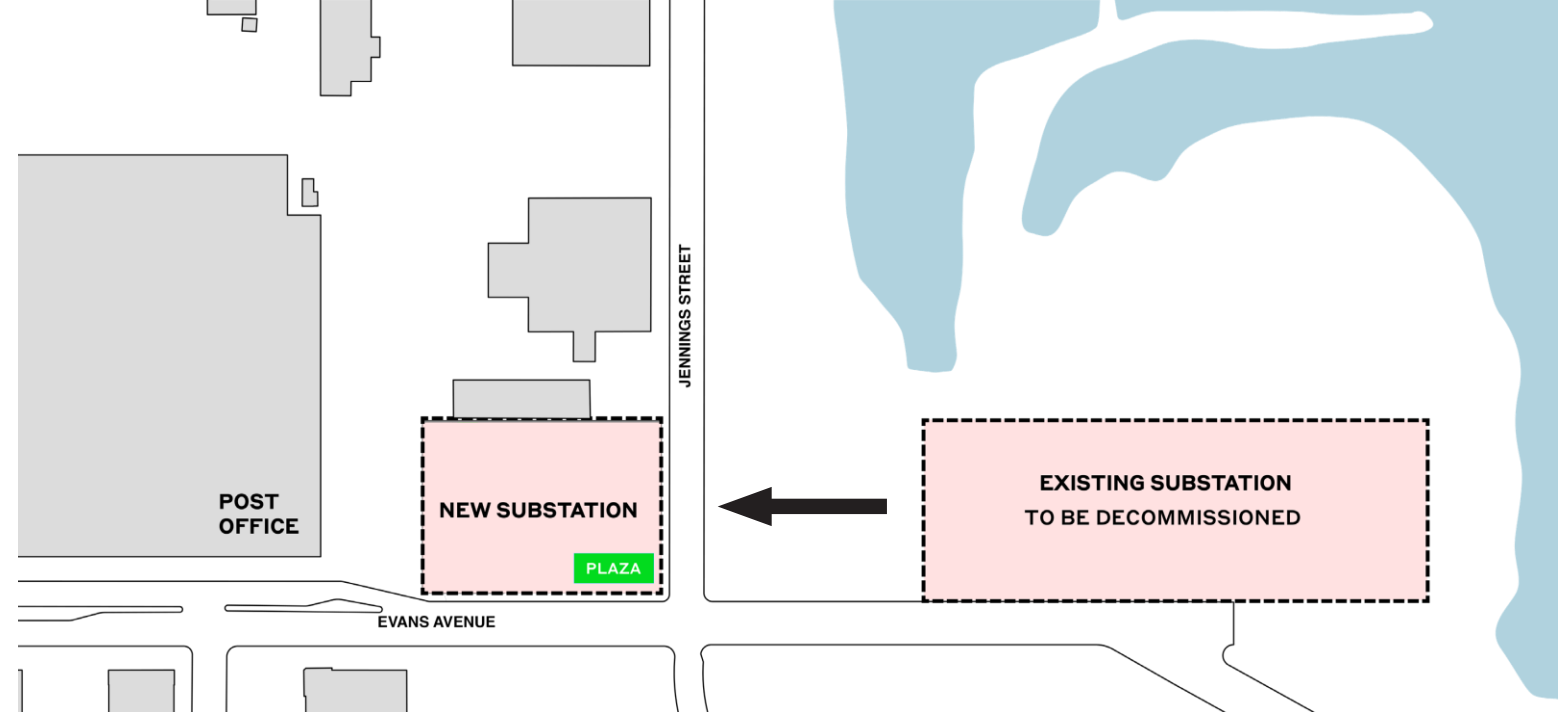 JENNINGS STREET
POST
OFFICE
NEW SUBSTATION
PLAZA
EVANS AVENUE
EXISTING SUBSTATION
TO BE DECOMMISSIONED